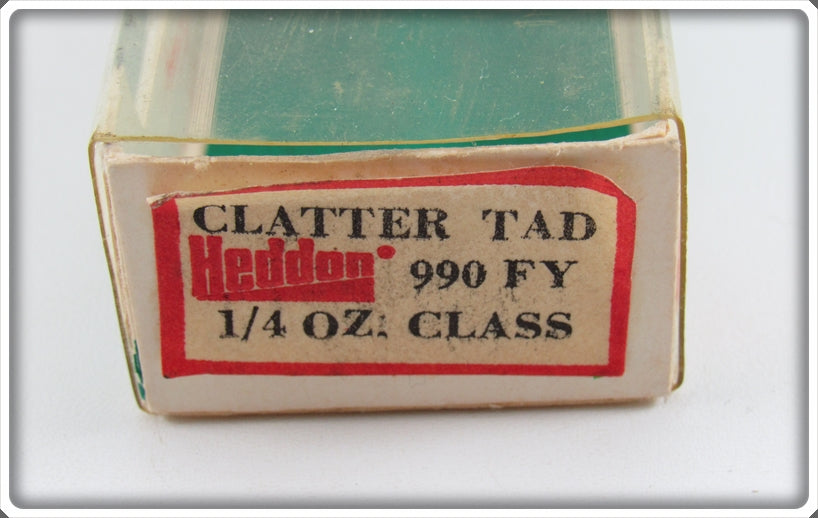 CLATTER TAD
Heddon 990 FY
1/4 OZ. CLASS